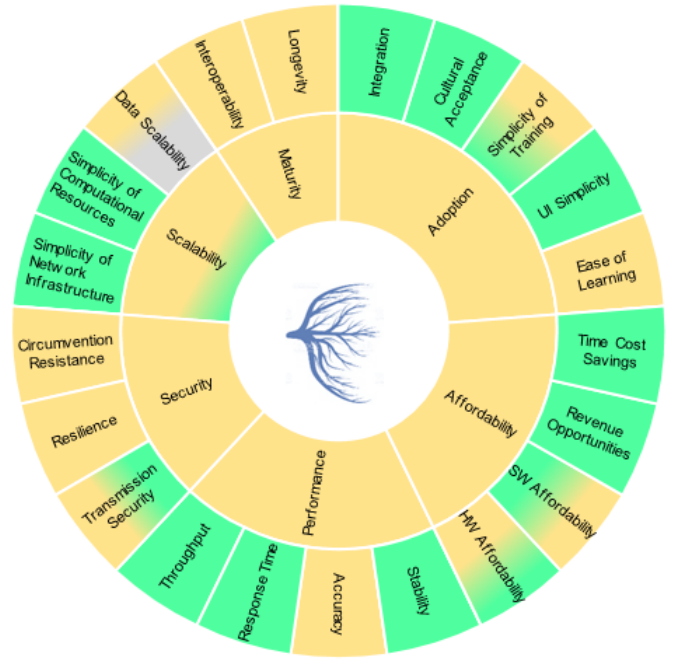 Integration
Cultural
Acceptance
Simplicity of
Training
UI Simplicity
Ease of
Learning
Time Cost
Savings
Revenue
Opportunities
SW Affordability
HW Affordability
Stability
Accuracy
Response Time
Throughput
Transmission
Security
Resilience
Circumvention
Resistance
Simplicity of
Network
Infrastructure
Simplicity of
Computational
Resources
Data Scalability
Interoperability
Longevity
Adoption
Affordability
Performance
Security
Scalability
Maturity